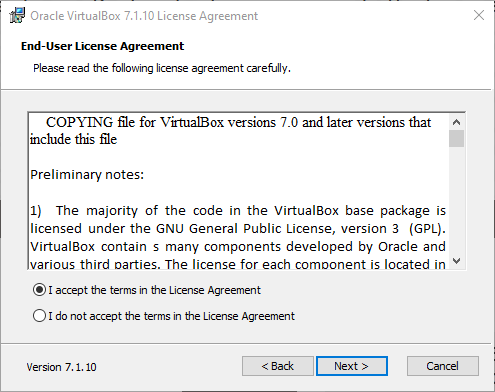 Oracle VirtualBox 7.1.10 License Agreement
End-User License Agreement
Please read the following license agreement carefully.
COPYING file for VirtualBox versions 7.0 and later versions that
include this file
Preliminary notes:
1) The majority of the code in the VirtualBox base package is
licensed under the GNU General Public License, version 3 (GPL).
VirtualBox contain s many components developed by Oracle and
various third parties. The license for each component is located in
I accept the terms in the License Agreement
I do not accept the terms in the License Agreement
Version 7.1.10
< Back
Next >
Cancel